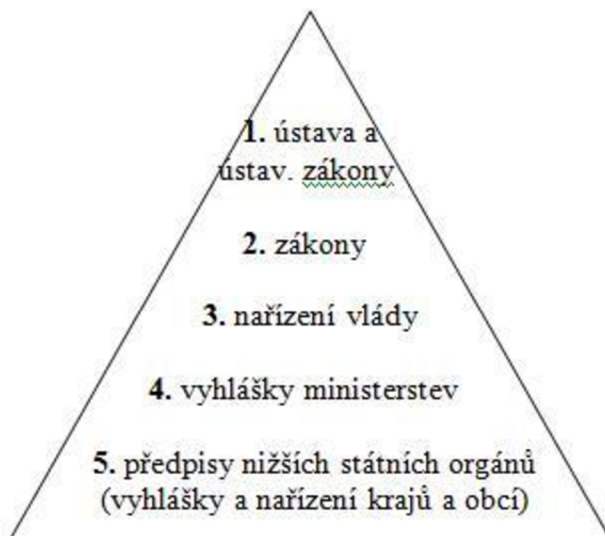 1. ústava a
ústav. zákony
2. zákony
3. nařízení vlády
4. vyhlášky ministerstev
5. předpisy nižších státních orgánů
(vyhlášky a nařízení krajů a obcí)